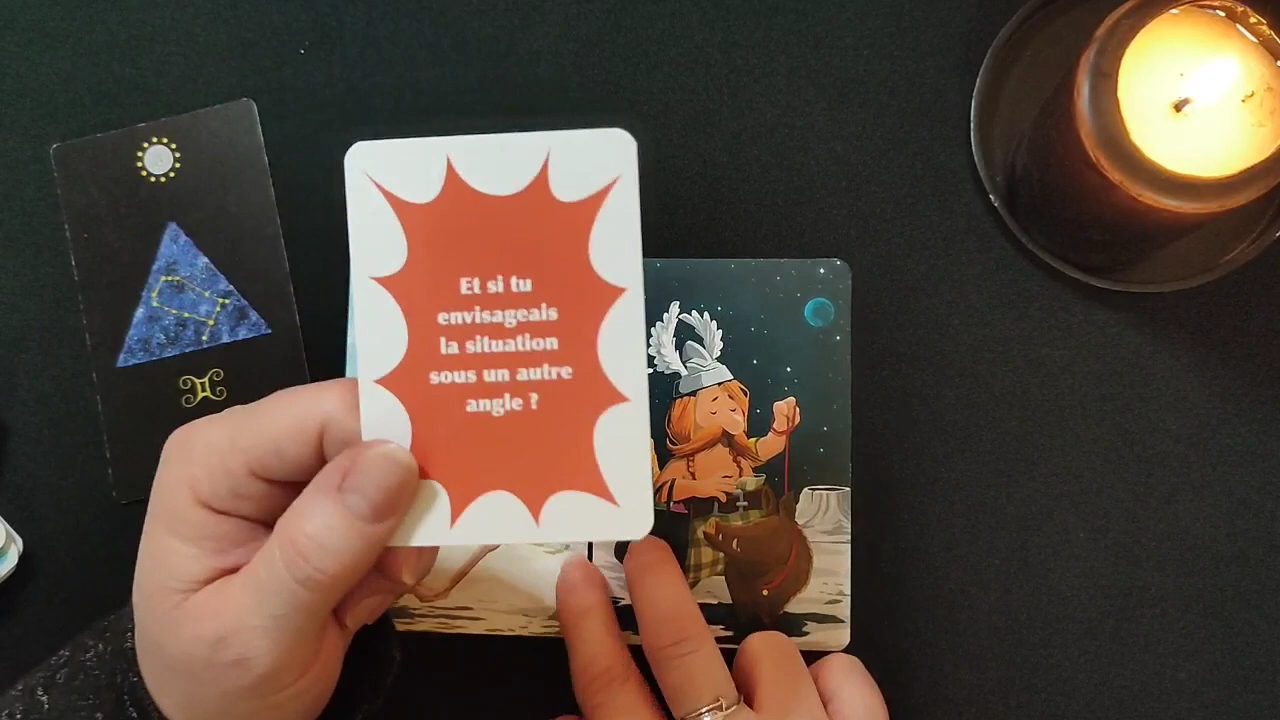 Et si tu
envisageais
la situation
sous un autre
angle ?